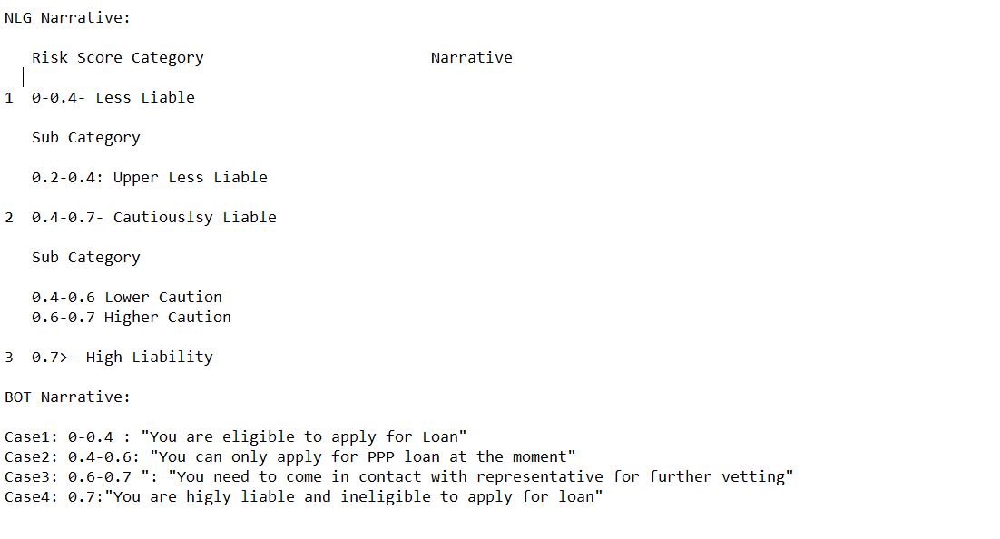 NLG Narrative:
Risk Score Category Narrative
1 0-0.4- Less Liable
Sub Category
0.2-0.4: Upper Less Liable
2 0.4-0.7- Cautiouslsy Liable
Sub Category
0.4-0.6 Lower Caution
0.6-0.7 Higher Caution
3 0.7>- High Liability
BOT Narrative:
Case1: 0-0.4 : "You are eligible to apply for Loan"
Case2: 0.4-0.6: "You can only apply for PPP loan at the moment"
Case3: 0.6-0.7 ": "You need to come in contact with representative for further vetting"
Case4: 0.7:"You are higly liable and ineligible to apply for loan"